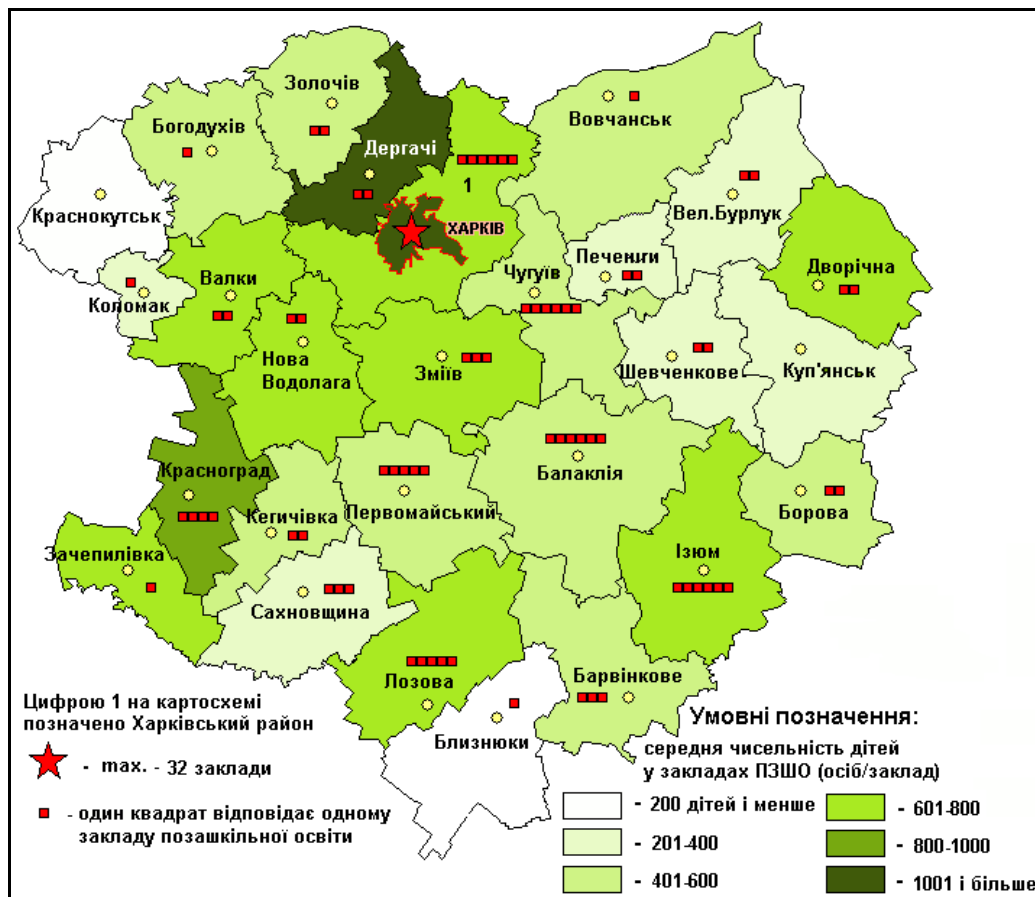 Золочів
Богодухів
Дергачі
Вовчанськ
1
Краснокутськ
ХАРКІВ
Вел.Бурлук
Печеніги
Чугуїв
Дворічна
Валки
Коломак
Нова
Водолага
Зміїв
Шевченкове
Куп'янськ
Красноград
Балаклія
Кегичівка
Первомайський
Борова
Зачепилівка
Ізюм
Сахновщина
Лозова
Барвінкове
Близнюки
Цифрою 1 на картосхемі
позначено Харківський район
- max. - 32 заклади
- один квадрат відповідає одному
закладу позашкільної освіти
Умовні позначення:
середня чисельність дітей
у закладах ПЗШО (осіб/заклад)
- 200 дітей і менше
- 201-400
- 401-600
- 601-800
- 800-1000
- 1001 і більше